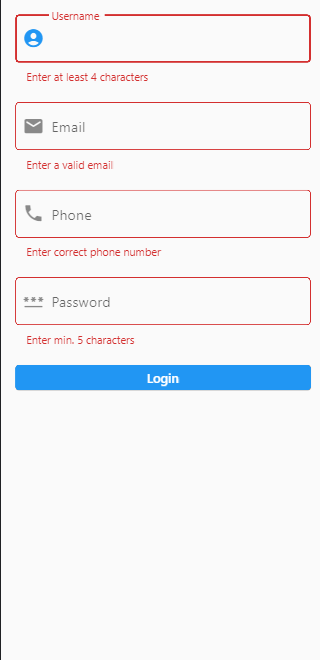 Username
Enter at least 4 characters
Email
Enter a valid email
Phone
Enter correct phone number
*** Password
Enter min. 5 characters
Login